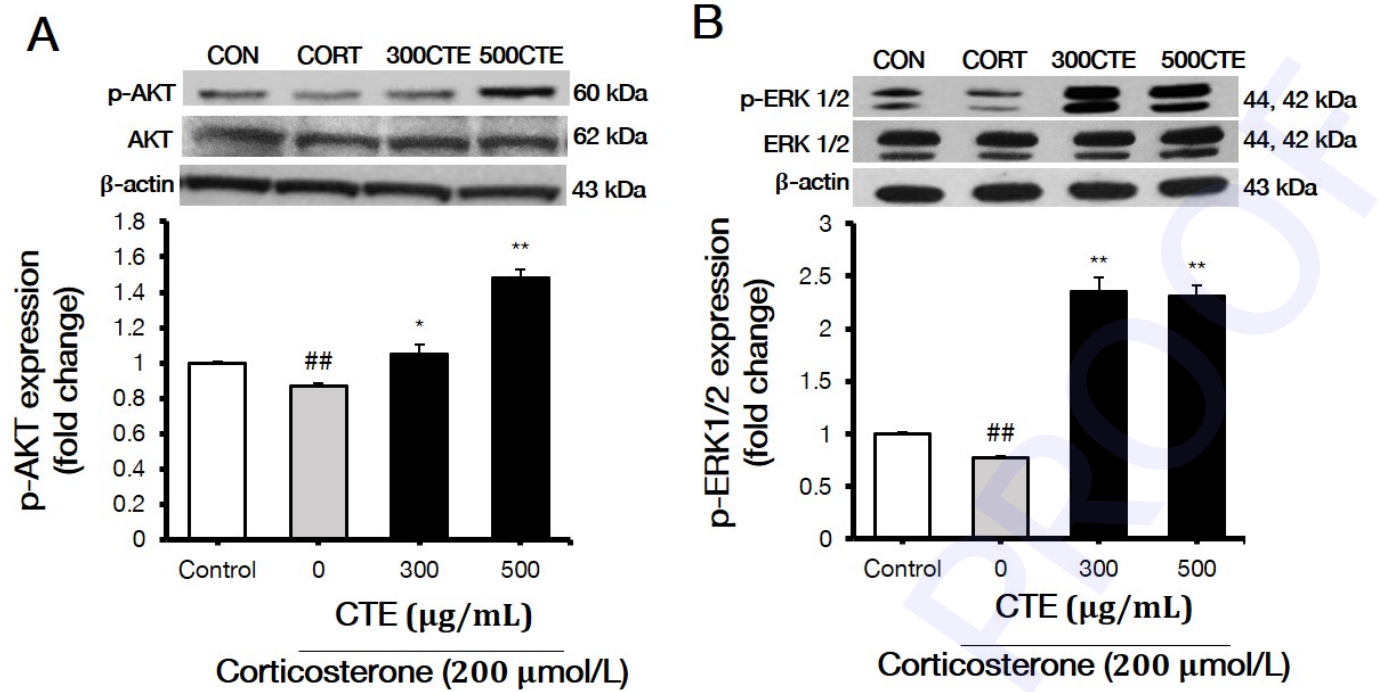 A
CON CORT 300CTE 500CTE
p-AKT 60 kDa
AKT 62 kDa
β-actin 43 kDa
1.8
1.6
1.4
1.2
1
0.8
0.6
0.4
0.2
0
p-AKT expression
(fold change)
##
*
**
Control 0 300 500
CTE (μg/mL)
Corticosterone (200 μmol/L)
B
CON CORT 300CTE 500CTE
p-ERK 1/2 44, 42 kDa
ERK 1/2 44, 42 kDa
β-actin 43 kDa
3
2.5
2
1.5
1
0.5
0
p-ERK1/2 expression
(fold change)
##
**
**
Control 0 300 500
CTE (μg/mL)
Corticosterone (200 μmol/L)
PROOF